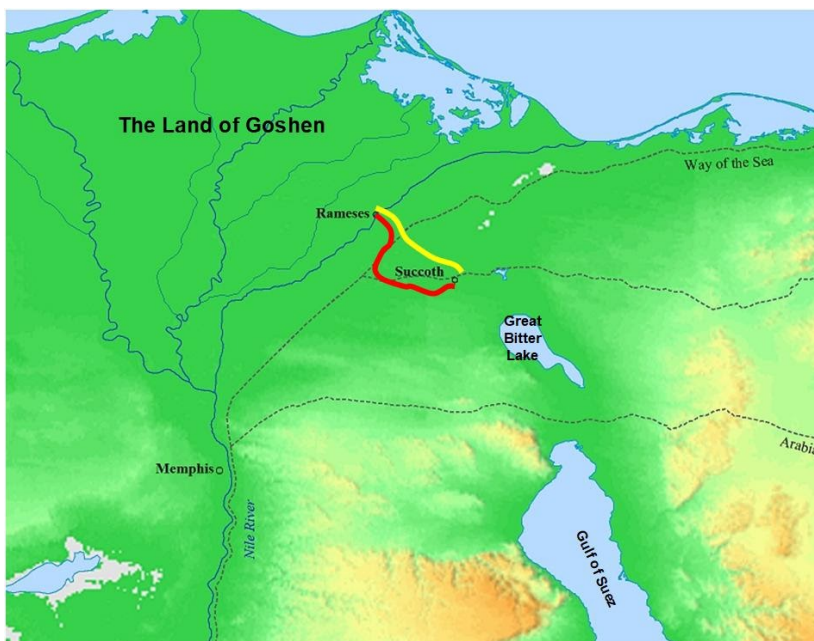 The Land of Goshen
Way of the Sea
Rameses
Succoth
Great
Bitter
Lake
Arabia
Memphis
Nile River
Gulf of Suez